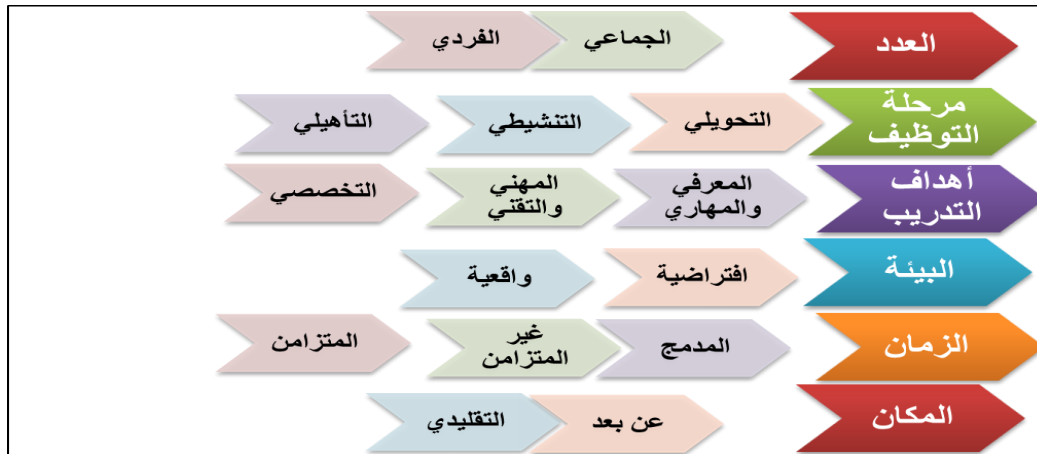 العدد
الجماعي
الفردي
مرحلة
التوظيف
التحويلي
التنشيطي
التأهيلي
أهداف
التدريب
المعرفي
والمهاري
المهني
والتقني
التخصصي
البيئة
افتراضية
واقعية
الزمان
المدمج
غير
المتزامن
المتزامن
المكان
عن بعد
التقليدي